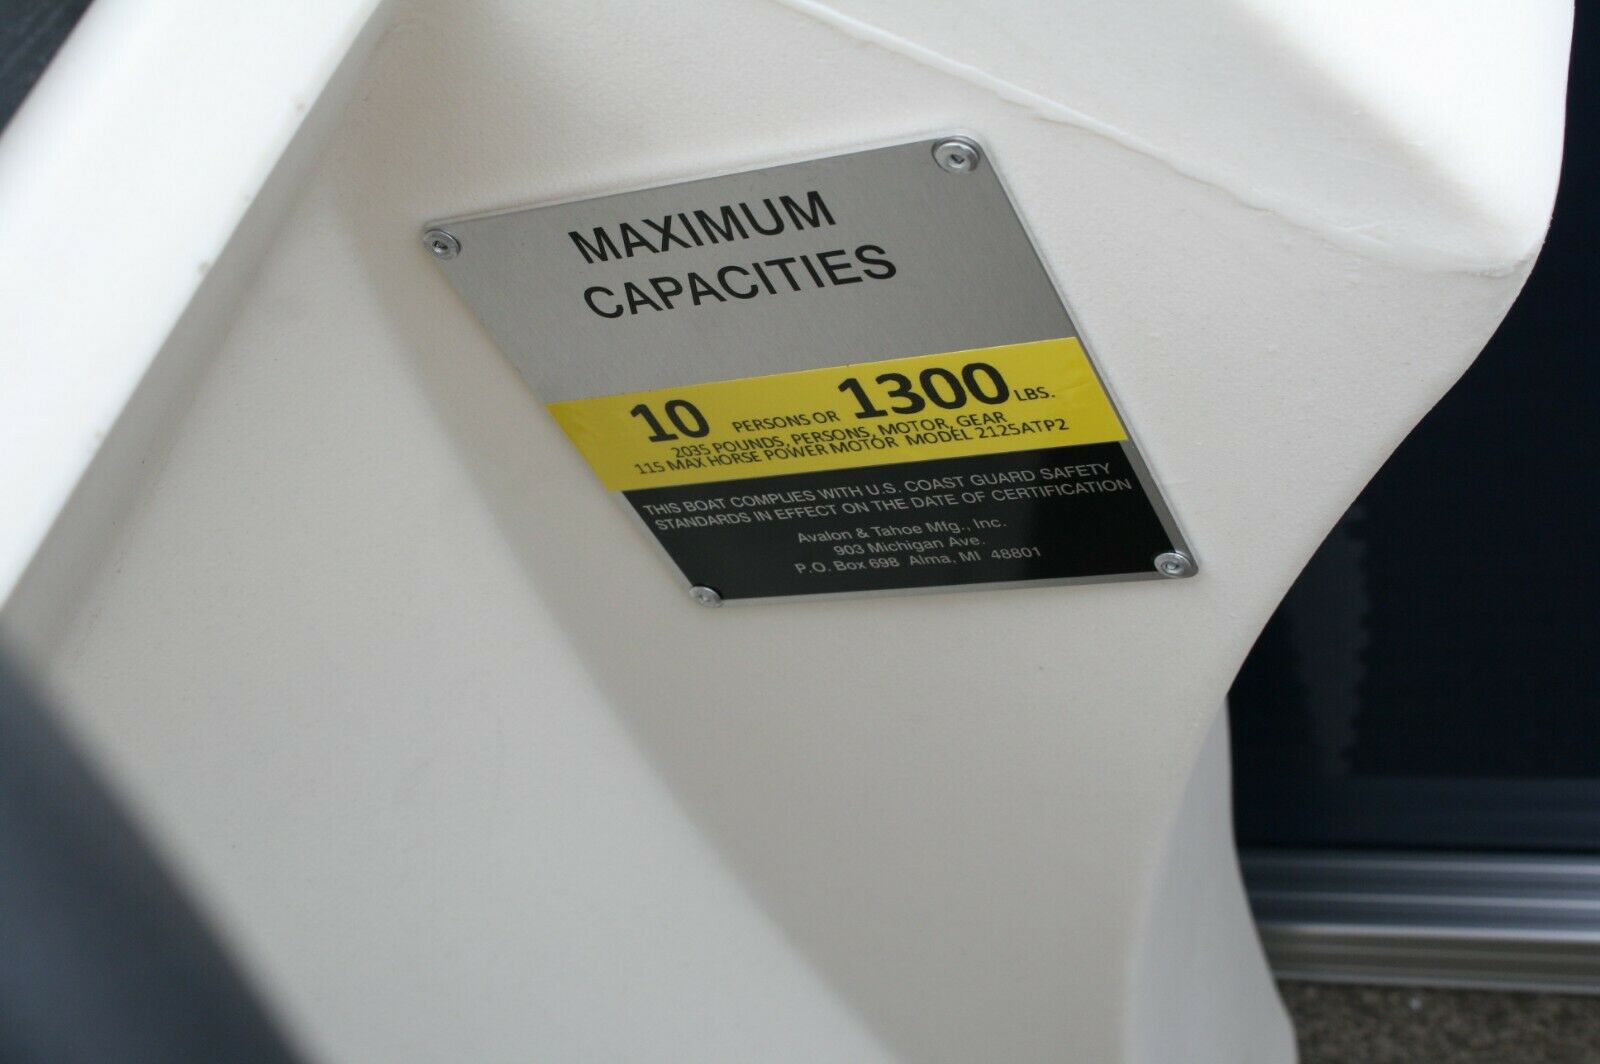 MAXIMUM
CAPACITIES
10 PERSONS OR 1300 LBS.
2035 POUNDS, PERSONS, MOTOR, GEAR
115 MAX HORSE POWER MOTOR MODEL 2125ATP2
THIS BOAT COMPLIES WITH U.S. COAST GUARD SAFETY
STANDARDS IN EFFECT ON THE DATE OF CERTIFICATION
Avalon & Tahoe Mfg., Inc.
903 Michigan Ave.
P.O. Box 698 Alma, MI 48801